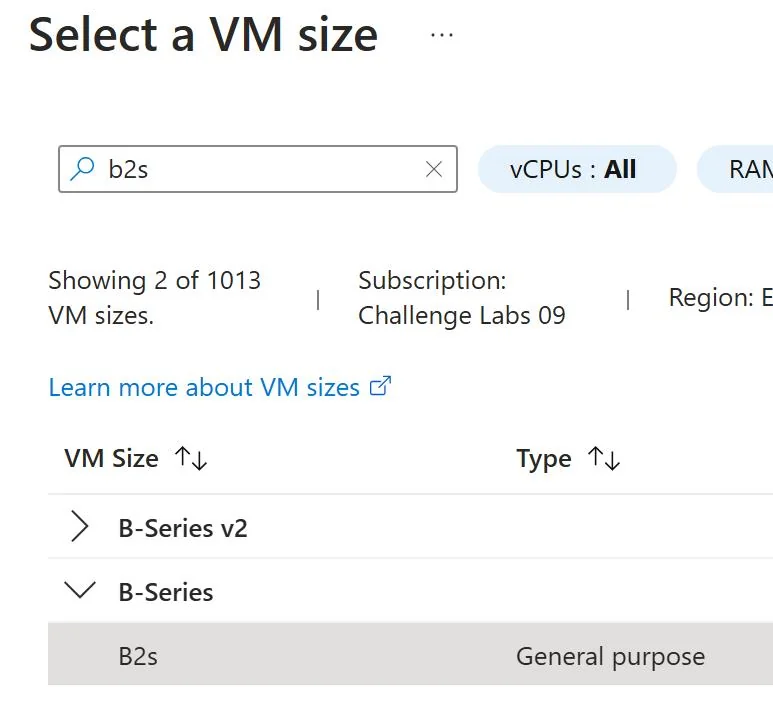 Select a VM size ...
b2s
vCPUs : All
Showing 2 of 1013
VM sizes.
Subscription:
Challenge Labs 09
Region:
Learn more about VM sizes
VM Size
Type
B-Series v2
B-Series
B2s
General purpose